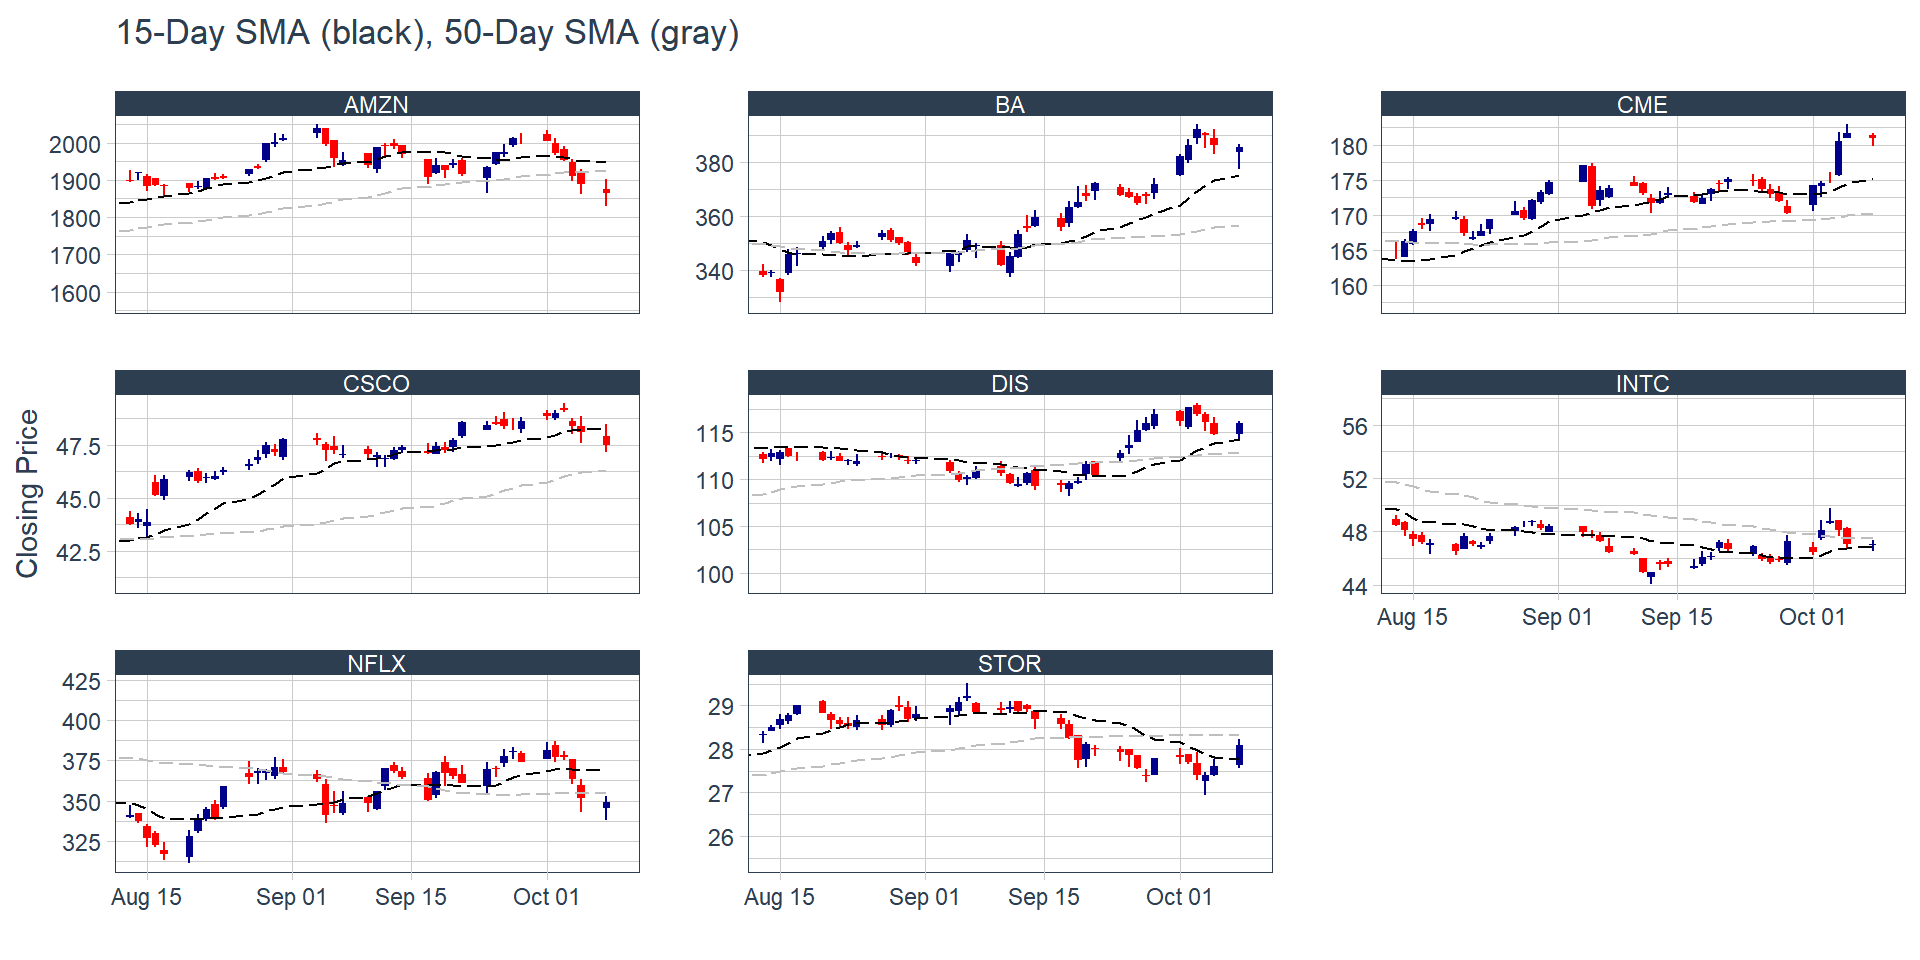 15-Day SMA (black), 50-Day SMA (gray)
AMZN
2000
1900
1800
1700
1600
BA
380
360
340
CME
180
175
170
165
160
Closing Price
CSCO
47.5
45.0
42.5
DIS
115
110
105
100
INTC
56
52
48
44
Aug 15 Sep 01 Sep 15 Oct 01
NFLX
425
400
375
350
325
Aug 15 Sep 01 Sep 15 Oct 01
STOR
29
28
27
26
Aug 15 Sep 01 Sep 15 Oct 01